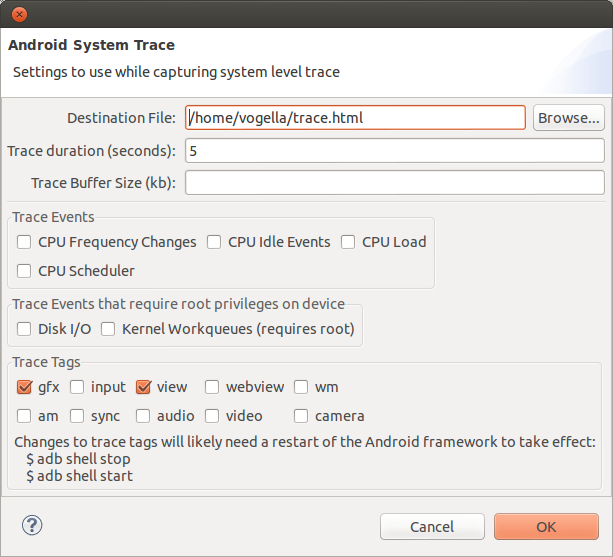 Android System Trace
Settings to use while capturing system level trace
Destination File: /home/vogella/trace.html Browse...
Trace duration (seconds): 5
Trace Buffer Size (kb):
Trace Events
CPU Frequency Changes CPU Idle Events CPU Load
CPU Scheduler
Trace Events that require root privileges on device
Disk I/O Kernel Workqueues (requires root)
Trace Tags
gfx input view webview wm
am sync audio video camera
Changes to trace tags will likely need a restart of the Android framework to take effect:
$ adb shell stop
$ adb shell start
? Cancel OK